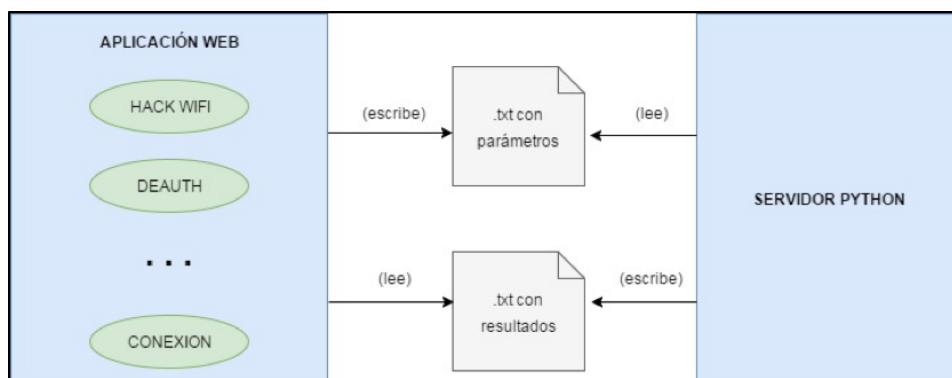 APLICACIÓN WEB
HACK WIFI
DEAUTH
. . .
CONEXION
(escribe)
.txt con
parámetros
(lee)
(lee)
.txt con
resultados
(escribe)
SERVIDOR PYTHON